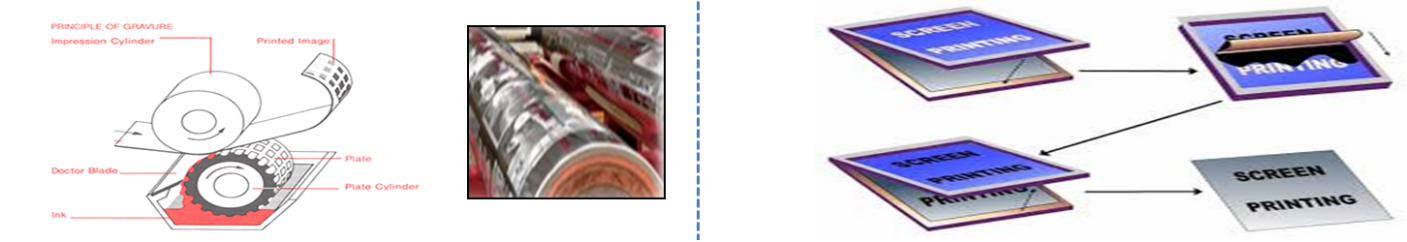 PRINCIPLE OF GRAVURE
Impression Cylinder
Printed Image
Doctor Blade
Plate
Plate Cylinder
Ink
SCREEN
PRINTING
SCREEN
PRINTING
SCREEN
PRINTING
PRINTING
SCREEN
PRINTING